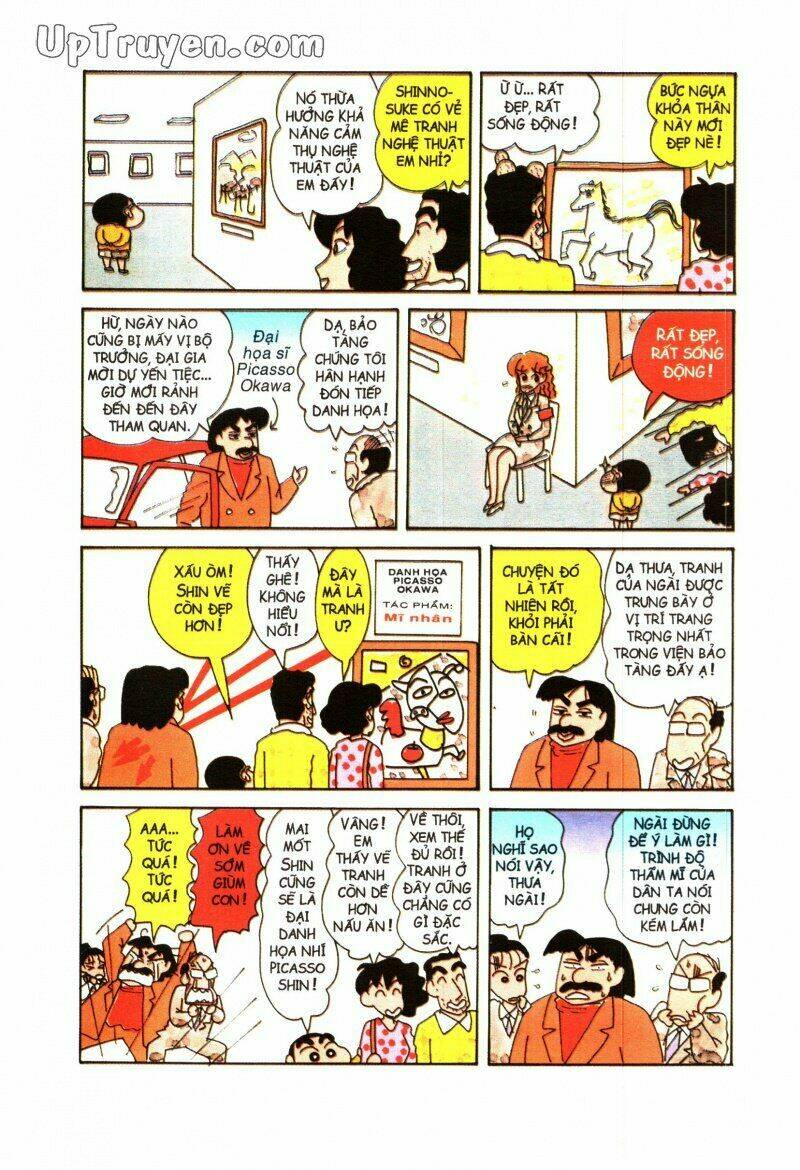 UpTruyen.com
BỨC NGỰA
KHỎA THÂN
NÀY MỚI
ĐẸP NÈ!
Ừ Ừ... RẤT
ĐẸP, RẤT
SỐNG ĐỘNG!
SHINNO-
SUKE CÓ VẺ
MÊ TRANH
NGHỆ THUẬT
EM NHỈ?
NÓ THỪA
HƯỞNG KHẢ
NĂNG CẢM
THỤ NGHỆ
THUẬT CỦA
EM ĐẤY!
RẤT ĐẸP,
RẤT SỐNG
ĐỘNG!
DẠ, BẢO
TÀNG
CHÚNG TÔI
HÂN HẠNH
ĐÓN TIẾP
DANH HỌA!
Đại
họa sĩ
Picasso
Okawa
HỪ, NGÀY NÀO
CŨNG BỊ MẤY VỊ BỘ
TRƯỞNG, ĐẠI GIA
MỜI DỰ YẾN TIỆC...
GIỜ MỚI RẢNH
ĐẾN ĐẾN ĐÂY
THAM QUAN.
DẠ THƯA, TRANH
CỦA NGÀI ĐƯỢC
TRƯNG BÀY Ở
VỊ TRÍ TRANG
TRỌNG NHẤT
TRONG VIỆN BẢO
TÀNG ĐẤY Ạ!
CHUYỆN ĐÓ
LÀ TẤT
NHIÊN RỒI,
KHỎI PHẢI
BÀN CÃI!
DANH HỌA
PICASSO
OKAWA
TÁC PHẨM:
Mĩ nhân
ĐÂY
MÀ LÀ
TRANH
Ư?
THẤY
GHÊ!
KHÔNG
HIỂU
NỔI!
XẤU ÒM!
SHIN VẼ
CÒN ĐẸP
HƠN!
NGÀI ĐỪNG
ĐỂ Ý LÀM GÌ!
TRÌNH ĐỘ
THẨM MĨ CỦA
DÂN TA NÓI
CHUNG CÒN
KÉM LẮM!
HỌ
NGHĨ SAO
NÓI VẬY,
THƯA
NGÀI!
VỀ THÔI,
XEM THẾ
ĐỦ RỒI!
TRANH Ở
ĐÂY CŨNG
CHẲNG CÓ
GÌ ĐẶC
SẮC.
VÂNG!
EM
THẤY VẼ
TRANH
CÒN DỄ
HƠN
NẤU ĂN!
MAI
MỐT
SHIN
CŨNG
SẼ LÀ
ĐẠI
DANH
HỌA NHÍ
PICASSO
SHIN!
LÀM
ƠN VỀ
SỚM
GIÙM
CON!
AAA...
TỨC
QUÁ!
TỨC
QUÁ!